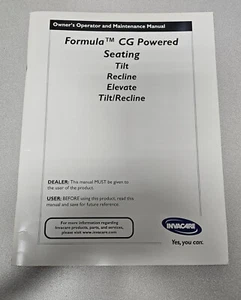 Owner's Operator and Maintenance Manual
Formula™ CG Powered
Seating
Tilt
Recline
Elevate
Tilt/Recline
DEALER: This manual MUST be given to
the user of the product.
USER: BEFORE using this product, read this
manual and save for future reference.
For more information regarding
Invacare products, parts, and services,
please visit www.invacare.com
INVACARE
Yes, you can.